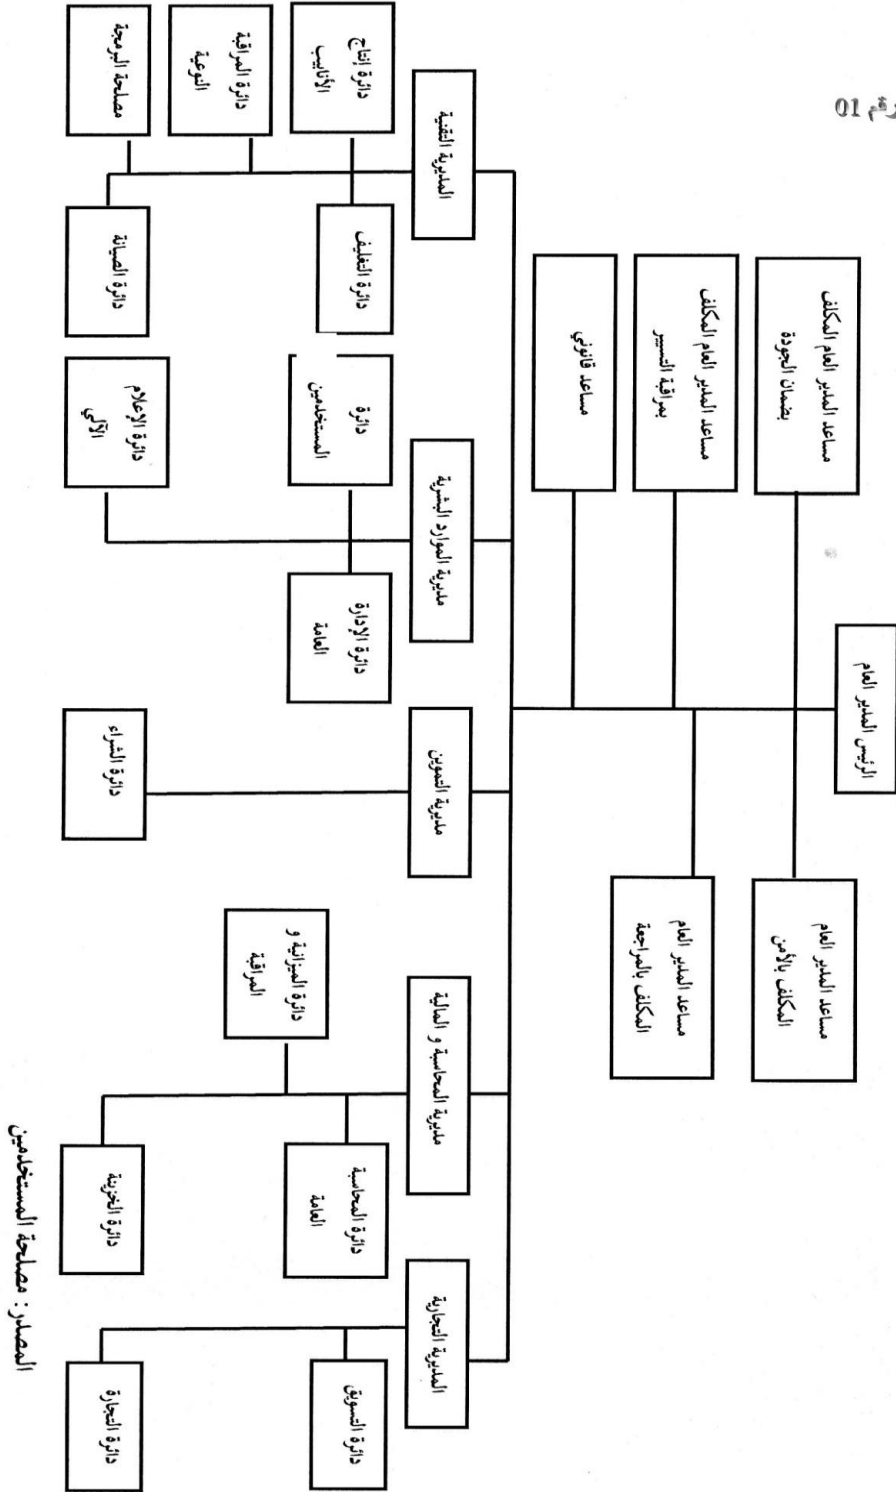 رقم 01
الرئيس المدير العام
مساعد المدير العام المكلف
بضمان الجودة
مساعد المدير العام
المكلف بالأمن
مساعد المدير العام المكلف
بمراقبة التسيير
مساعد المدير العام
المكلف بالمراجعة
مساعد قانوني
المديرية التجارية
مديرية المحاسبة و المالية
مديرية التموين
مديرية الموارد البشرية
المديرية التقنية
دائرة التسويق
دائرة التجارة
دائرة المحاسبة
العامة
دائرة الميزانية و
المراقبة
دائرة الخزينة
دائرة الشراء
دائرة الإدارة
العامة
دائرة
المستخدمين
دائرة الإعلام
الآلي
دائرة التغليف
دائرة إنتاج
الأنابيب
دائرة المراقبة
النوعية
دائرة الصيانة
مصلحة البرمجة
المصدر: مصلحة المستخدمين